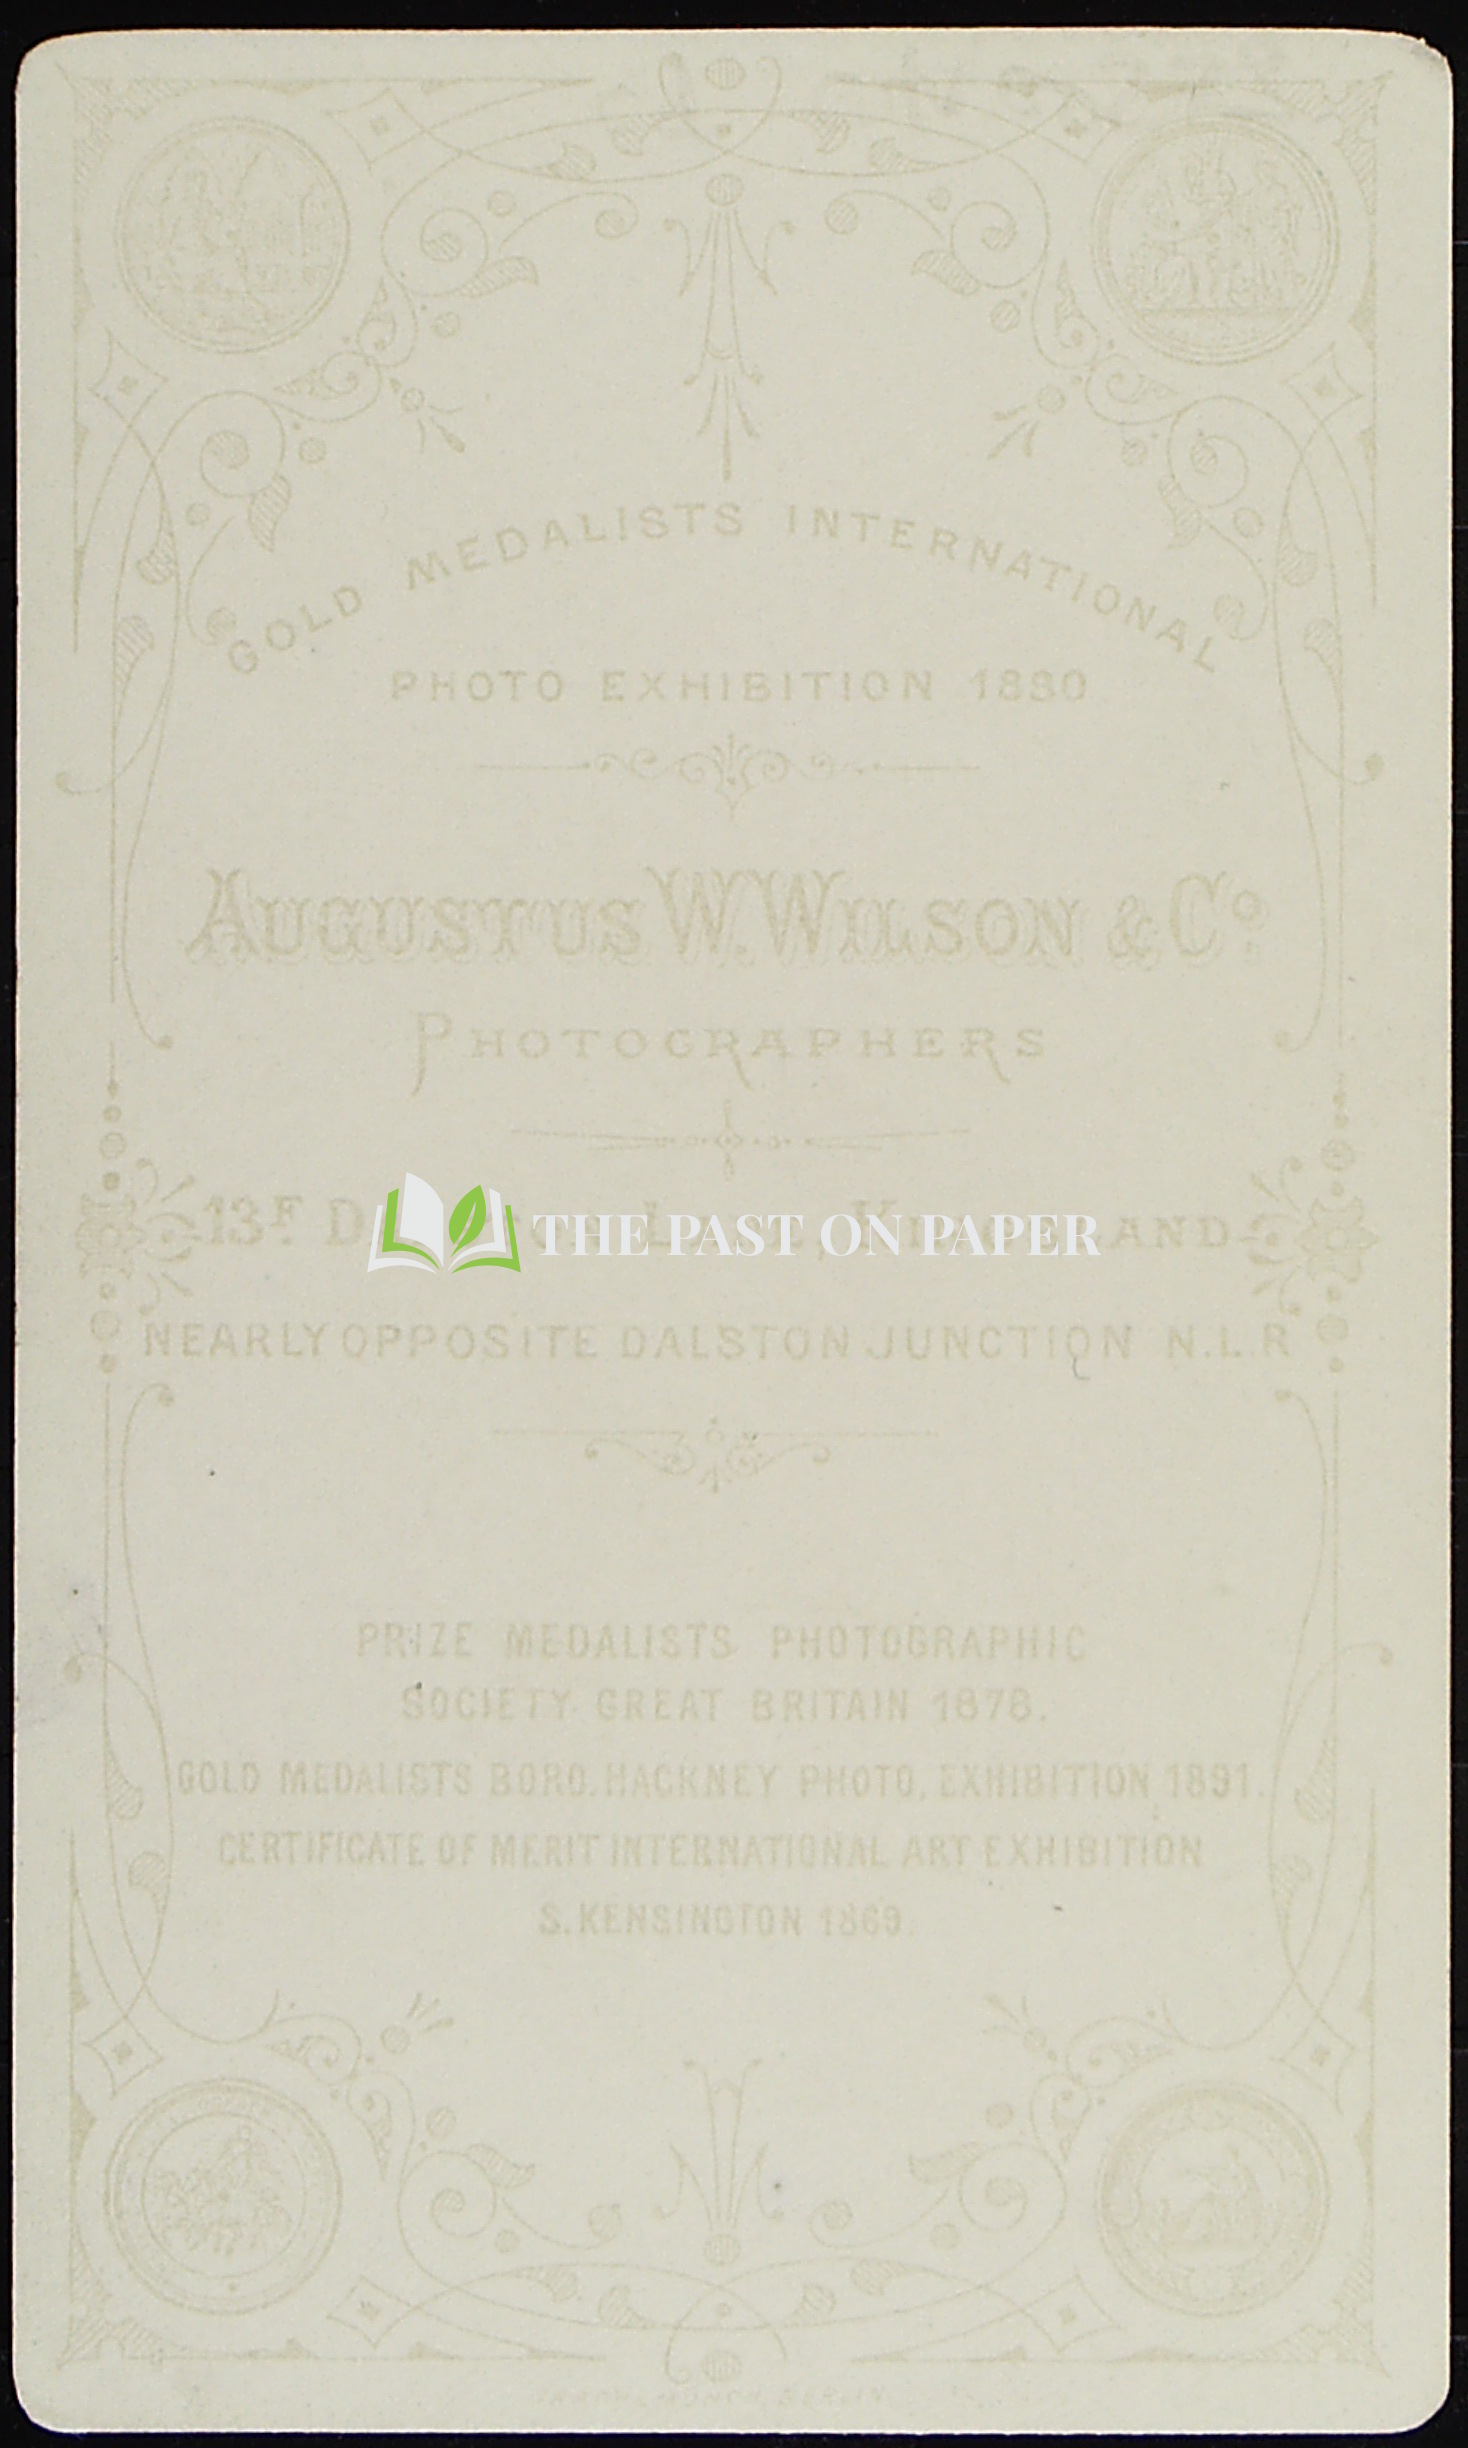 GOLD MEDALISTS INTERNATIONAL
PHOTO EXHIBITION 1880
AUGUSTUS W. WILSON & Cº
PHOTOGRAPHERS
13F
THE PAST ON PAPER
NEARLY OPPOSITE DALSTON JUNCTION N.L.R
PRIZE MEDALISTS PHOTOGRAPHIC
SOCIETY GREAT BRITAIN 1878.
GOLD MEDALISTS BORO. HACKNEY PHOTO, EXHIBITION 1891.
CERTIFICATE OF MERIT INTERNATIONAL ART EXHIBITION
S. KENSINGTON 1869.
BERLIN